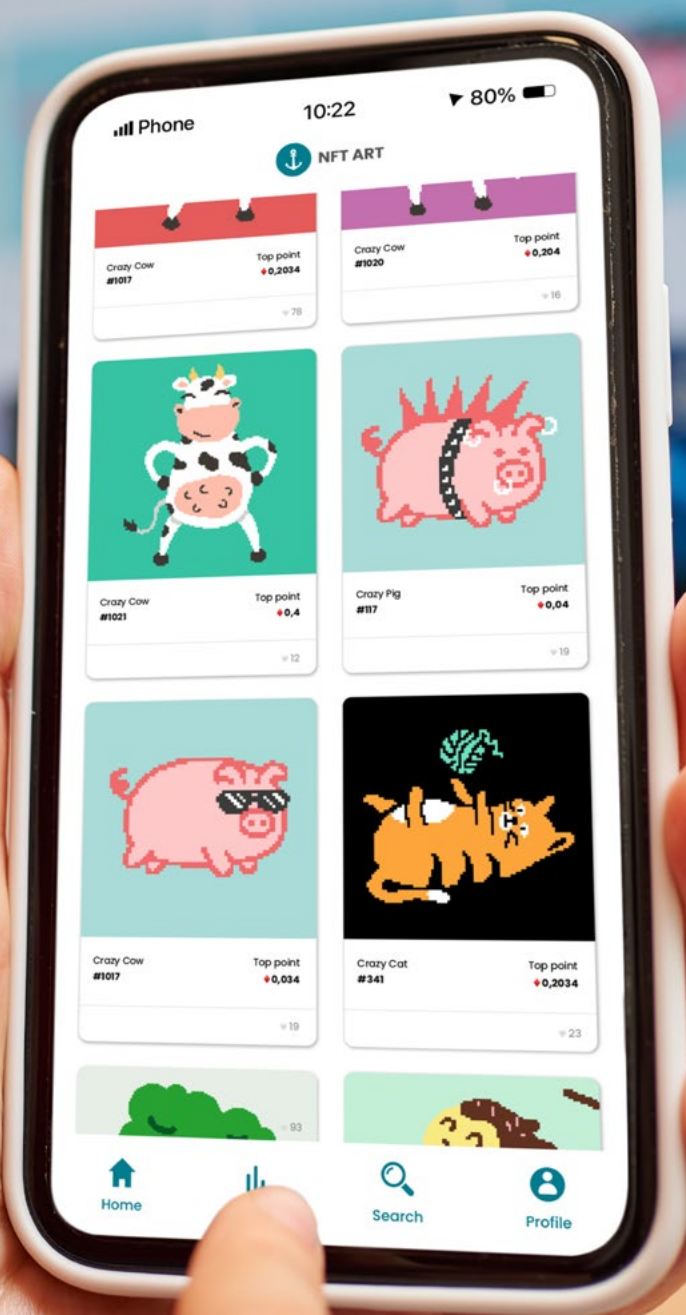 Phone 10:22 80%
NFT ART
Crazy Cow Top point
#1017 0,2034
78
Crazy Cow Top point
#1020 0,204
16
Crazy Cow Top point
#1021 0,4
12
Crazy Pig Top point
#117 0,04
19
Crazy Cow Top point
#1017 0,034
19
Crazy Cat Top point
#341 0,2034
23
93
Home
Search
Profile